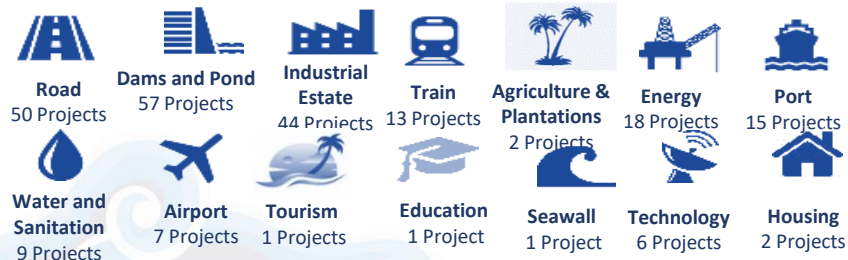 Road
50 Projects
Dams and Pond
57 Projects
Industrial
Estate
44 Projects
Train
13 Projects
Agriculture &
Plantations
2 Projects
Energy
18 Projects
Port
15 Projects
Water and
Sanitation
9 Projects
Airport
7 Projects
Tourism
1 Projects
Education
1 Project
Seawall
1 Project
Technology
6 Projects
Housing
2 Projects